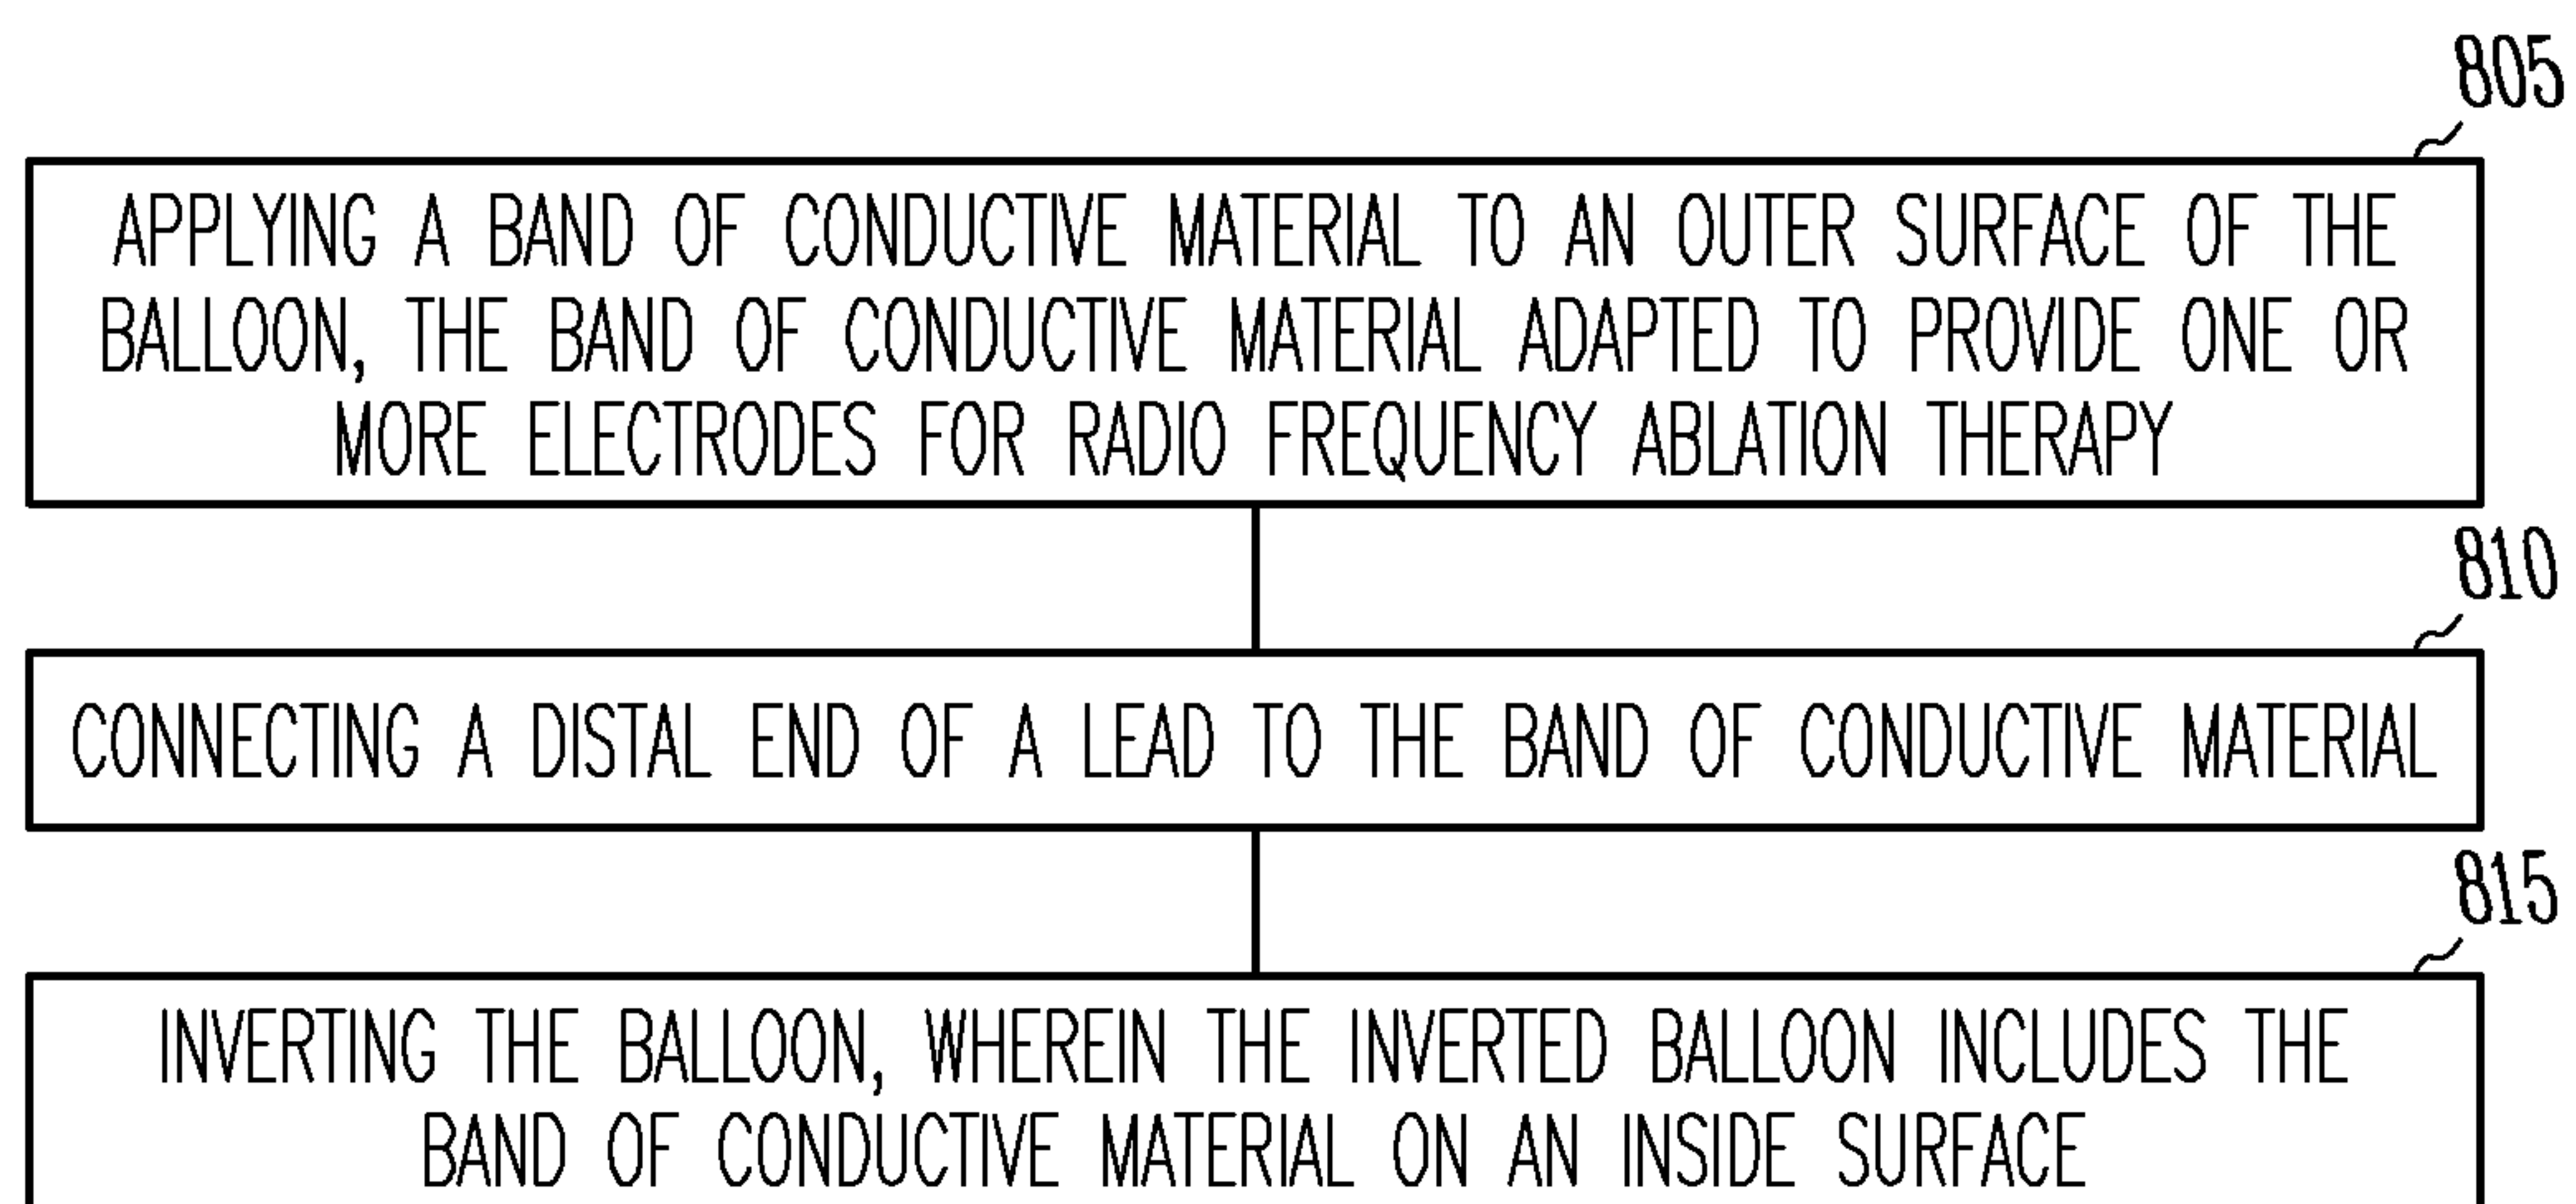 805
APPLYING A BAND OF CONDUCTIVE MATERIAL TO AN OUTER SURFACE OF THE
BALLOON, THE BAND OF CONDUCTIVE MATERIAL ADAPTED TO PROVIDE ONE OR
MORE ELECTRODES FOR RADIO FREQUENCY ABLATION THERAPY
810
CONNECTING A DISTAL END OF A LEAD TO THE BAND OF CONDUCTIVE MATERIAL
815
INVERTING THE BALLOON, WHEREIN THE INVERTED BALLOON INCLUDES THE
BAND OF CONDUCTIVE MATERIAL ON AN INSIDE SURFACE